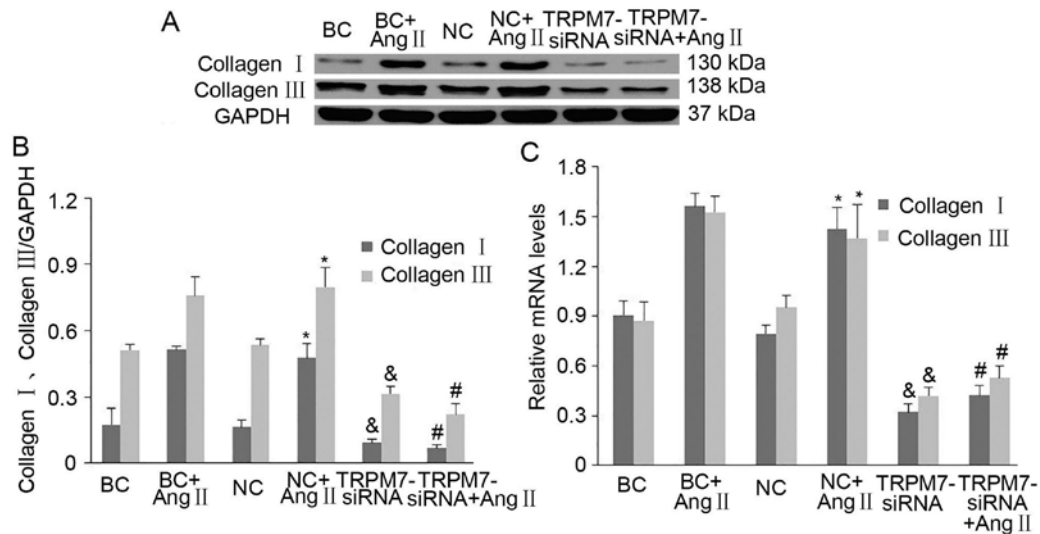 A
BC
BC+
Ang Ⅱ
NC
NC+
Ang Ⅱ
TRPM7-
siRNA
TRPM7-
siRNA+Ang Ⅱ
Collagen Ⅰ
130 kDa
Collagen Ⅲ
138 kDa
GAPDH
37 kDa
B
Collagen Ⅰ、Collagen Ⅲ/GAPDH
1.2
0.9
0.6
0.3
0
Collagen Ⅰ
Collagen Ⅲ
*
*
&
&
#
#
BC
BC+
Ang Ⅱ
NC
NC+
Ang Ⅱ
TRPM7-
siRNA
TRPM7-
siRNA+Ang Ⅱ
C
Relative mRNA levels
1.8
1.5
1.2
0.9
0.6
0.3
0
Collagen Ⅰ
Collagen Ⅲ
*
*
&
&
#
#
BC
BC+
Ang Ⅱ
NC
NC+
Ang Ⅱ
TRPM7-
siRNA
TRPM7-
siRNA
+Ang Ⅱ